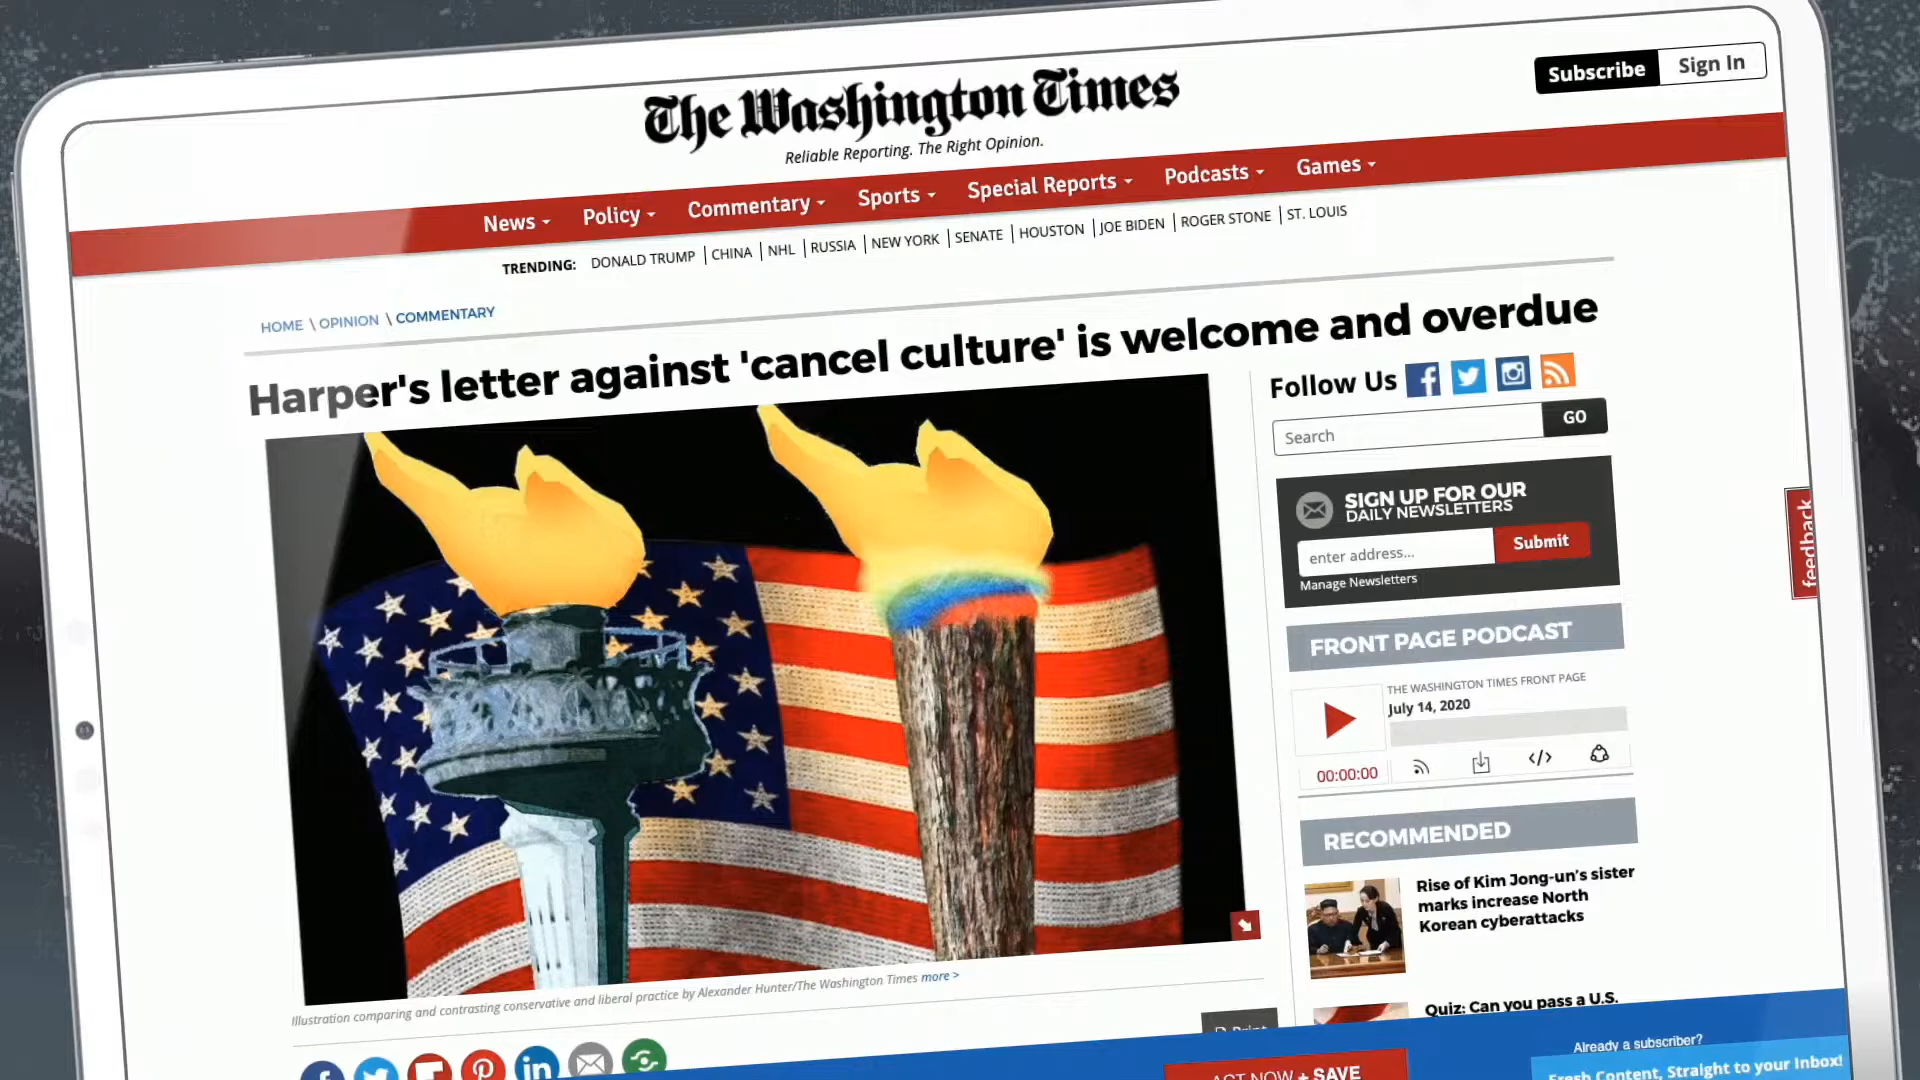 The Washington Times
Reliable Reporting. The Right Opinion.
Subscribe
Sign In
News
Policy
Commentary
Sports
Special Reports
Podcasts
Games
TRENDING: DONALD TRUMP | CHINA | NHL | RUSSIA | NEW YORK | SENATE | HOUSTON | JOE BIDEN | ROGER STONE | ST. LOUIS
HOME \ OPINION \ COMMENTARY
Harper's letter against 'cancel culture' is welcome and overdue
Illustration comparing and contrasting conservative and liberal practice by Alexander Hunter/The Washington Times more >
Follow Us
Search
GO
SIGN UP FOR OUR
DAILY NEWSLETTERS
enter address...
Submit
Manage Newsletters
feedback
FRONT PAGE PODCAST
THE WASHINGTON TIMES FRONT PAGE
July 14, 2020
00:00:00
RECOMMENDED
Rise of Kim Jong-un's sister
marks increase North
Korean cyberattacks
Quiz: Can you pass a U.S.
Print
Already a subscriber?
ACT NOW + SAVE
Fresh Content, Straight to your Inbox!